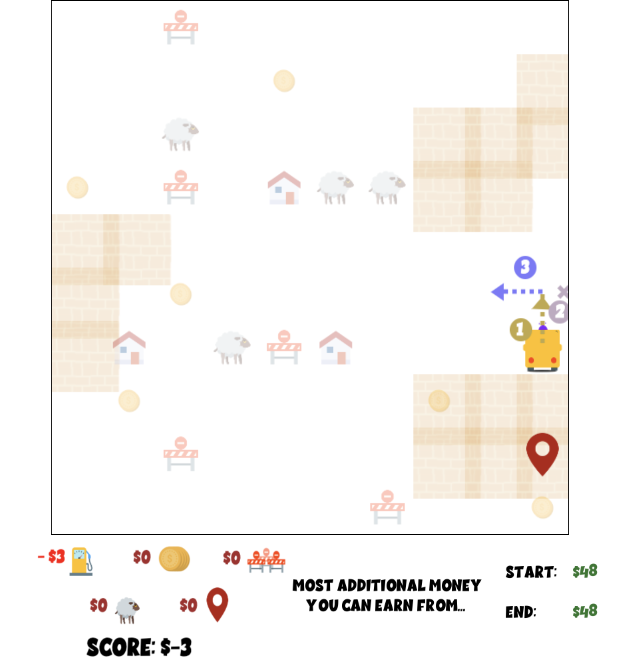 3
2
1
- $3
$0
$0
START: $48
MOST ADDITIONAL MONEY
YOU CAN EARN FROM...
$0
$0
END: $48
SCORE: $-3